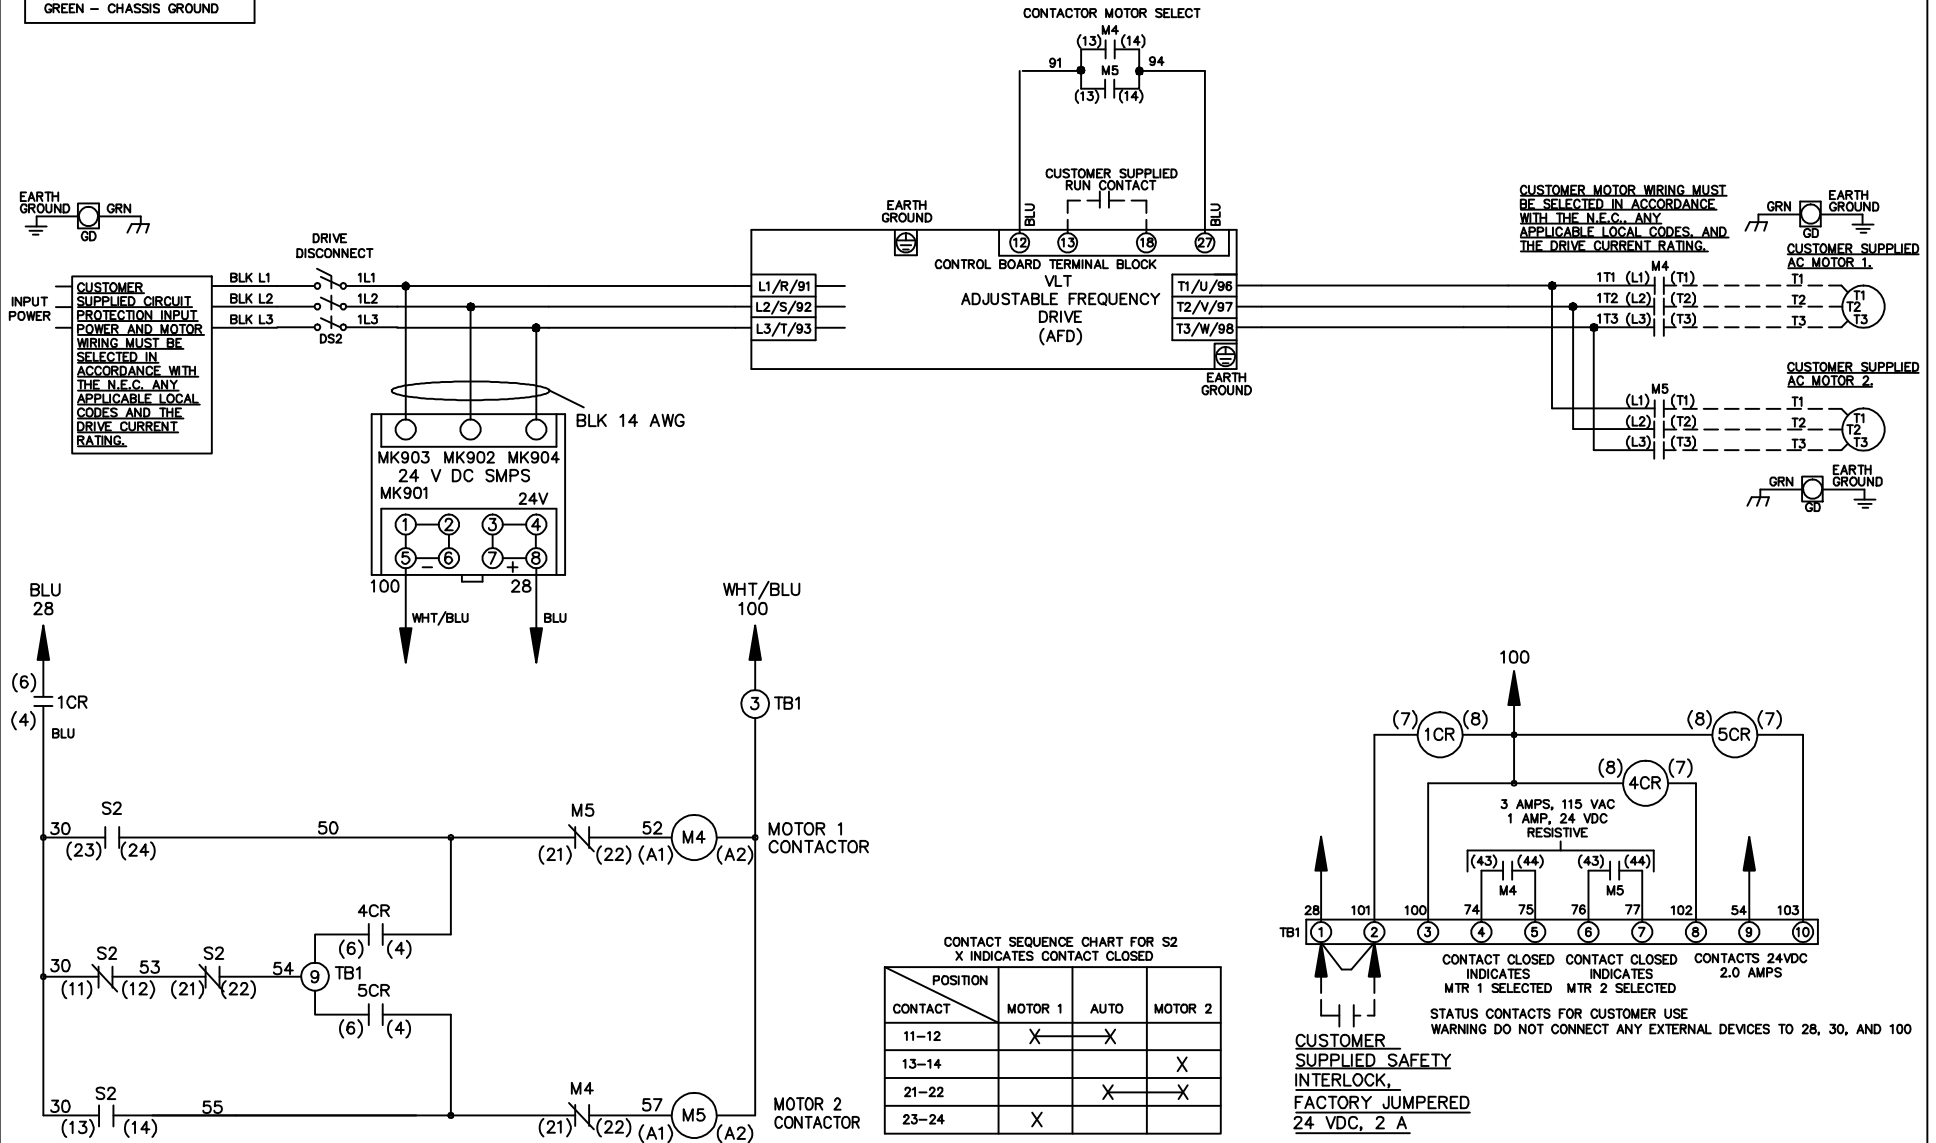 GREEN - CHASSIS GROUND
CONTACTOR MOTOR SELECT
M4
(13) (14)
91 94
M5
(13) (14)
CUSTOMER SUPPLIED
RUN CONTACT
BLU BLU
EARTH
GROUND
12 13 18 27
CONTROL BOARD TERMINAL BLOCK
VLT
ADJUSTABLE FREQUENCY
DRIVE
(AFD)
L1/R/91
L2/S/92
L3/T/93
T1/U/96
T2/V/97
T3/W/98
EARTH
GROUND
EARTH
GROUND
GRN
GD
INPUT
POWER
CUSTOMER
SUPPLIED CIRCUIT
PROTECTION INPUT
POWER AND MOTOR
WIRING MUST BE
SELECTED IN
ACCORDANCE WITH
THE N.E.C. ANY
APPLICABLE LOCAL
CODES AND THE
DRIVE CURRENT
RATING.
DRIVE
DISCONNECT
BLK L1 1L1
BLK L2 1L2
BLK L3 1L3
DS2
BLK 14 AWG
MK903 MK902 MK904
24 V DC SMPS
MK901
24V
1 2 3 4
5 6 7 8
- +
100 28
WHT/BLU BLU
CUSTOMER MOTOR WIRING MUST
BE SELECTED IN ACCORDANCE
WITH THE N.E.C., ANY
APPLICABLE LOCAL CODES, AND
THE DRIVE CURRENT RATING.
GRN
EARTH
GROUND
GD
CUSTOMER SUPPLIED
AC MOTOR 1.
M4
1T1 (L1) (T1) T1
1T2 (L2) (T2) T2
1T3 (L3) (T3) T3
T1
T2
T3
CUSTOMER SUPPLIED
AC MOTOR 2.
M5
(L1) (T1) T1
(L2) (T2) T2
(L3) (T3) T3
T1
T2
T3
GRN
EARTH
GROUND
GD
BLU
28
(6)
1CR
(4)
BLU
WHT/BLU
100
3 TB1
S2
30 50
(23) (24)
M5
52
(21) (22) (A1) M4 (A2)
MOTOR 1
CONTACTOR
4CR
(6) (4)
S2 S2
30 53 54
(11) (12) (21) (22)
9 TB1
5CR
(6) (4)
S2
30 55
(13) (14)
M4
57
(21) (22) (A1) M5 (A2)
MOTOR 2
CONTACTOR
CONTACT SEQUENCE CHART FOR S2
X INDICATES CONTACT CLOSED
POSITION
CONTACT MOTOR 1 AUTO MOTOR 2
11-12 X X
13-14 X
21-22 X X
23-24 X
100
(7) 1CR (8) (8) 5CR (7)
(8) 4CR (7)
3 AMPS, 115 VAC
1 AMP, 24 VDC
RESISTIVE
(43) (44) (43) (44)
M4 M5
28 101 100 74 75 76 77 102 54 103
TB1 1 2 3 4 5 6 7 8 9 10
CONTACT CLOSED
INDICATES
MTR 1 SELECTED
CONTACT CLOSED
INDICATES
MTR 2 SELECTED
CONTACTS 24VDC
2.0 AMPS
STATUS CONTACTS FOR CUSTOMER USE
WARNING DO NOT CONNECT ANY EXTERNAL DEVICES TO 28, 30, AND 100
CUSTOMER
SUPPLIED SAFETY
INTERLOCK,
FACTORY JUMPERED
24 VDC, 2 A